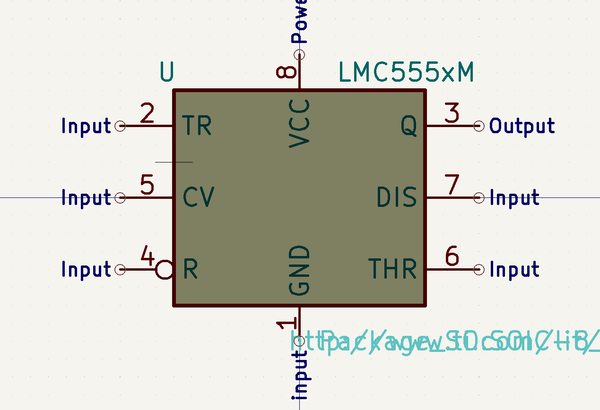 Powe
U
LMC555xM
8
Input 2 TR
VCC
Q 3 Output
Input 5 CV
DIS 7 Input
Input 4 R
GND
THR 6 Input
1
input